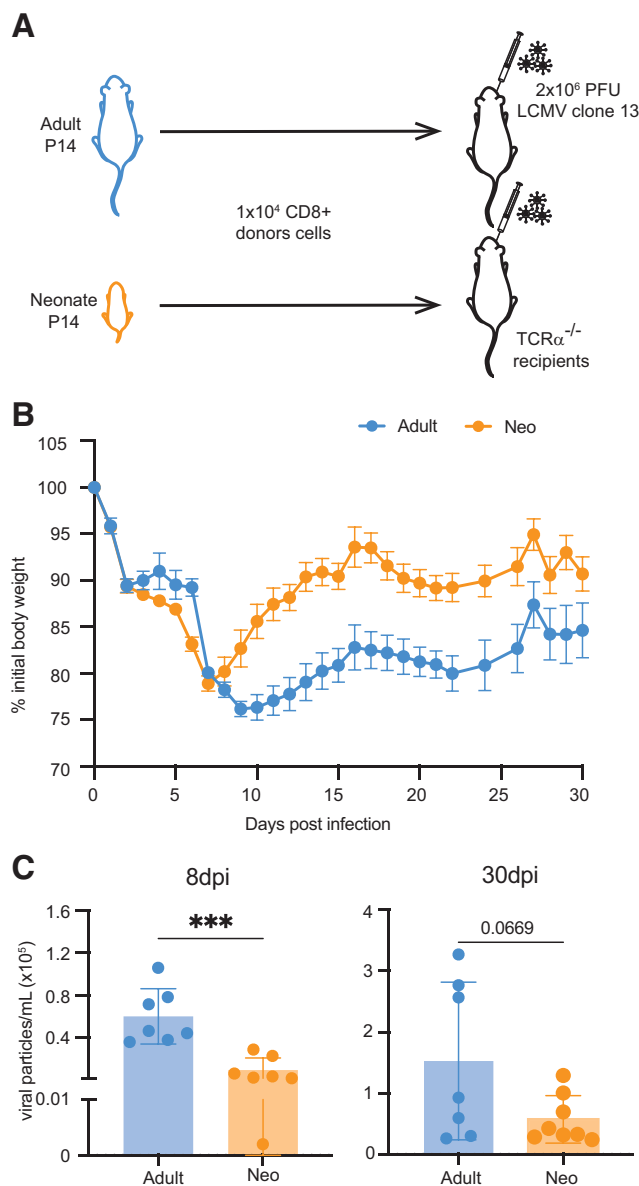 A
Adult
P14
1x10⁴ CD8+
donors cells
2x10⁶ PFU
LCMV clone 13
Neonate
P14
TCRα⁻/⁻
recipients
B
Adult
Neo
% initial body weight
105
100
95
90
85
80
75
70
0
5
10
15
20
25
30
Days post infection
C
8dpi
viral particles/mL (x10⁵)
1.6
1.2
0.8
0.4
0.01
0
***
Adult
Neo
30dpi
4
3
2
1
0
0.0669
Adult
Neo